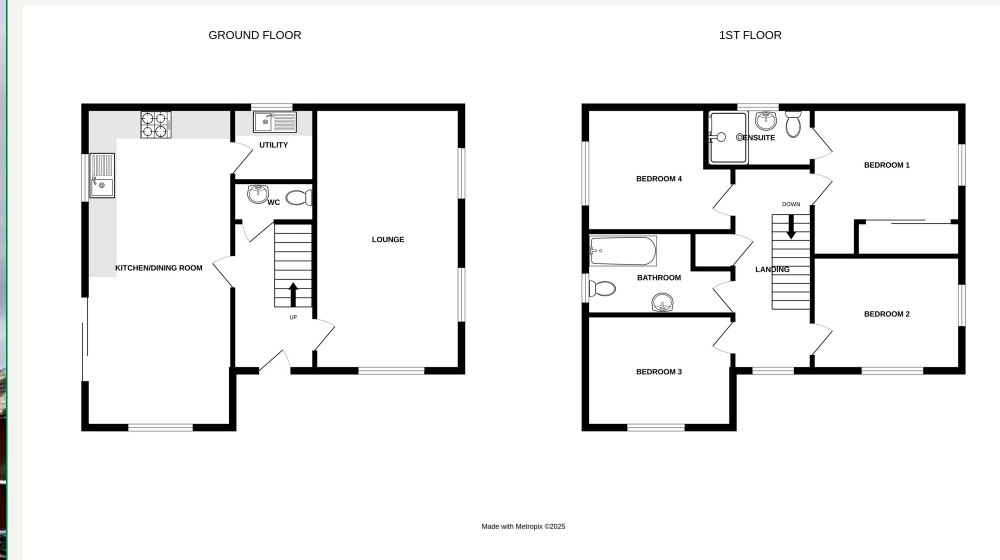 GROUND FLOOR
1ST FLOOR
UTILITY
WC
LOUNGE
KITCHEN/DINING ROOM
UP
ENSUITE
BEDROOM 1
BEDROOM 4
DOWN
LANDING
BATHROOM
BEDROOM 2
BEDROOM 3
Made with Metropix ©2025